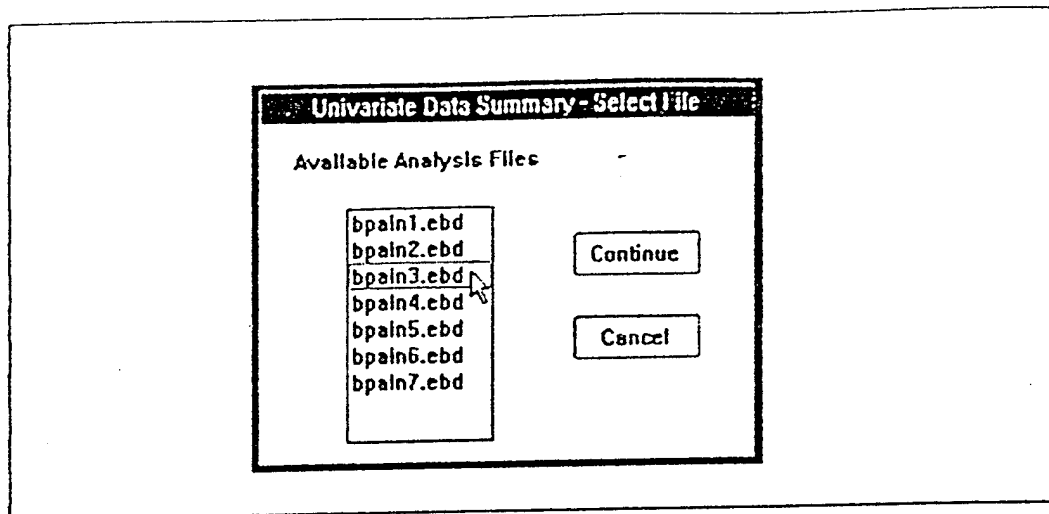 Univariate Data Summary - Select File
Available Analysis Files
bpain1.ebd
bpain2.ebd
bpain3.ebd
bpain4.ebd
bpain5.ebd
bpain6.ebd
bpain7.ebd
Continue
Cancel